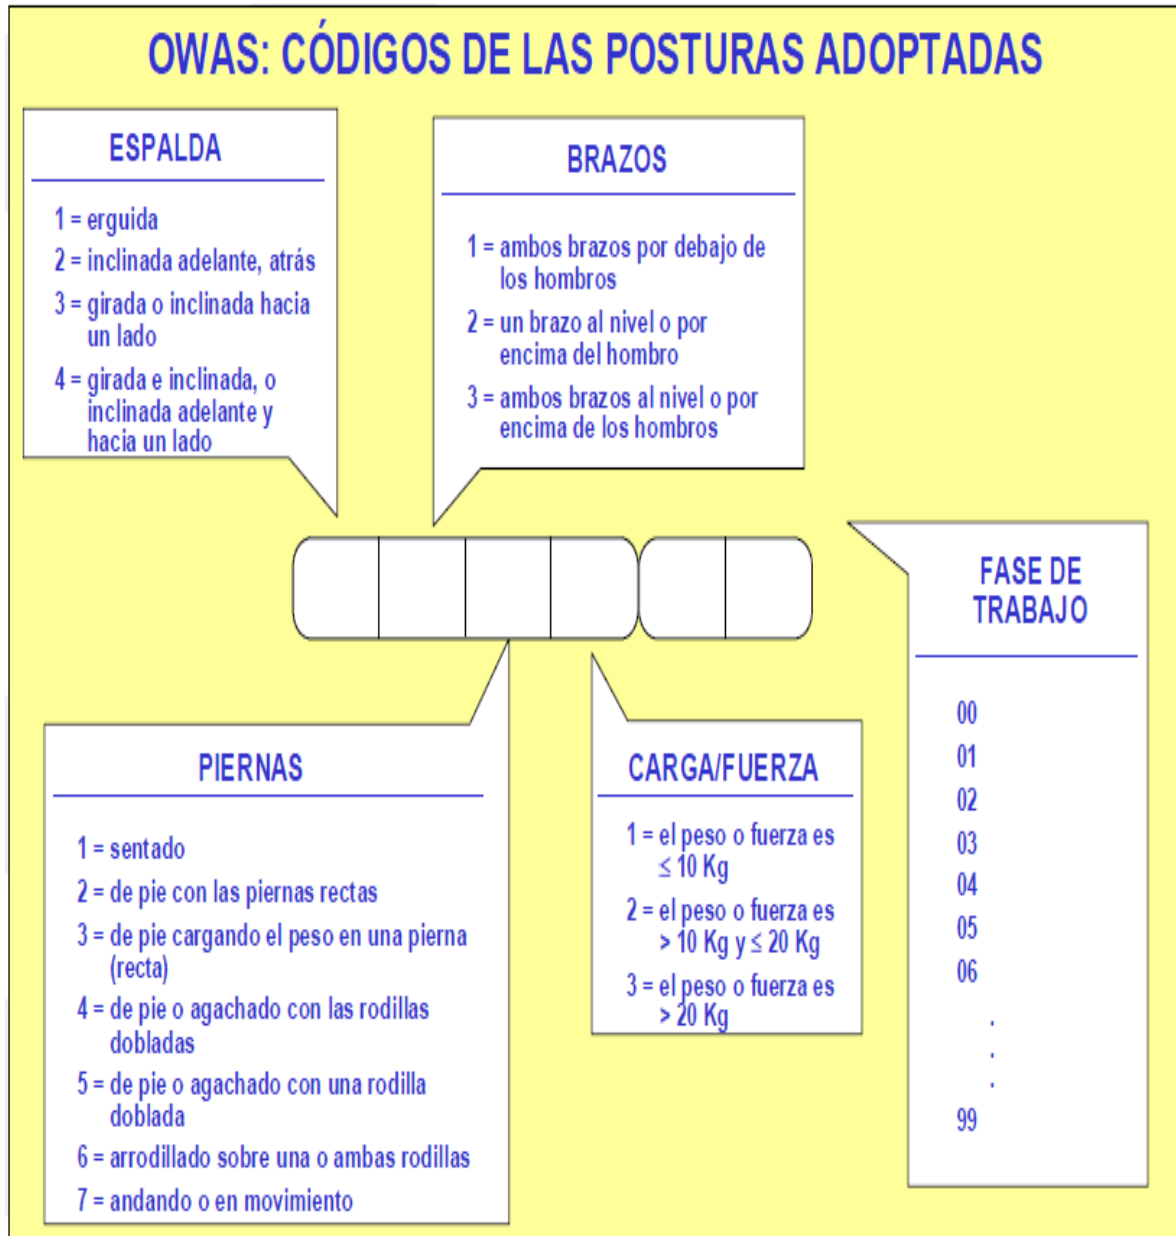 OWAS: CÓDIGOS DE LAS POSTURAS ADOPTADAS
ESPALDA
1 = erguida
2 = inclinada adelante, atrás
3 = girada o inclinada hacia
un lado
4 = girada e inclinada, o
inclinada adelante y
hacia un lado
BRAZOS
1 = ambos brazos por debajo de
los hombros
2 = un brazo al nivel o por
encima del hombro
3 = ambos brazos al nivel o por
encima de los hombros
PIERNAS
1 = sentado
2 = de pie con las piernas rectas
3 = de pie cargando el peso en una pierna
(recta)
4 = de pie o agachado con las rodillas
dobladas
5 = de pie o agachado con una rodilla
doblada
6 = arrodillado sobre una o ambas rodillas
7 = andando o en movimiento
CARGA/FUERZA
1 = el peso o fuerza es
≤ 10 Kg
2 = el peso o fuerza es
> 10 Kg y ≤ 20 Kg
3 = el peso o fuerza es
> 20 Kg
FASE DE
TRABAJO
00
01
02
03
04
05
06
.
.
.
99